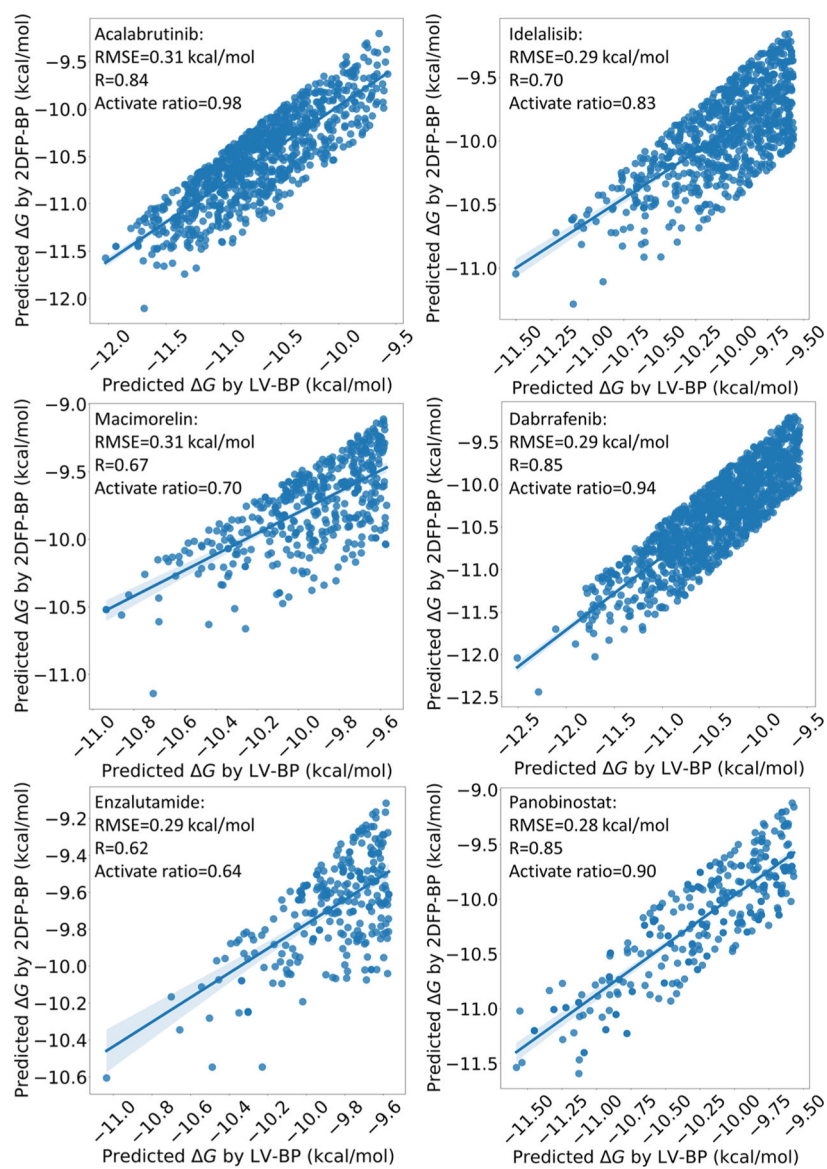 Acalabrutinib:
RMSE=0.31 kcal/mol
R=0.84
Activate ratio=0.98
Predicted ΔG by 2DFP-BP (kcal/mol)
−9.5
−10.0
−10.5
−11.0
−11.5
−12.0
−12.0
−11.5
−11.0
−10.5
−10.0
−9.5
Predicted ΔG by LV-BP (kcal/mol)
Idelalisib:
RMSE=0.29 kcal/mol
R=0.70
Activate ratio=0.83
Predicted ΔG by 2DFP-BP (kcal/mol)
−9.5
−10.0
−10.5
−11.0
−11.50
−11.25
−11.00
−10.75
−10.50
−10.25
−10.00
−9.75
−9.50
Predicted ΔG by LV-BP (kcal/mol)
Macimorelin:
RMSE=0.31 kcal/mol
R=0.67
Activate ratio=0.70
Predicted ΔG by 2DFP-BP (kcal/mol)
−9.0
−9.5
−10.0
−10.5
−11.0
−11.0
−10.8
−10.6
−10.4
−10.2
−10.0
−9.8
−9.6
Predicted ΔG by LV-BP (kcal/mol)
Dabrrafenib:
RMSE=0.29 kcal/mol
R=0.85
Activate ratio=0.94
Predicted ΔG by 2DFP-BP (kcal/mol)
−9.5
−10.0
−10.5
−11.0
−11.5
−12.0
−12.5
−12.5
−12.0
−11.5
−11.0
−10.5
−10.0
−9.5
Predicted ΔG by LV-BP (kcal/mol)
Enzalutamide:
RMSE=0.29 kcal/mol
R=0.62
Activate ratio=0.64
Predicted ΔG by 2DFP-BP (kcal/mol)
−9.2
−9.4
−9.6
−9.8
−10.0
−10.2
−10.4
−10.6
−11.0
−10.8
−10.6
−10.4
−10.2
−10.0
−9.8
−9.6
Predicted ΔG by LV-BP (kcal/mol)
Panobinostat:
RMSE=0.28 kcal/mol
R=0.85
Activate ratio=0.90
Predicted ΔG by 2DFP-BP (kcal/mol)
−9.0
−9.5
−10.0
−10.5
−11.0
−11.5
−11.50
−11.25
−11.00
−10.75
−10.50
−10.25
−10.00
−9.75
−9.50
Predicted ΔG by LV-BP (kcal/mol)